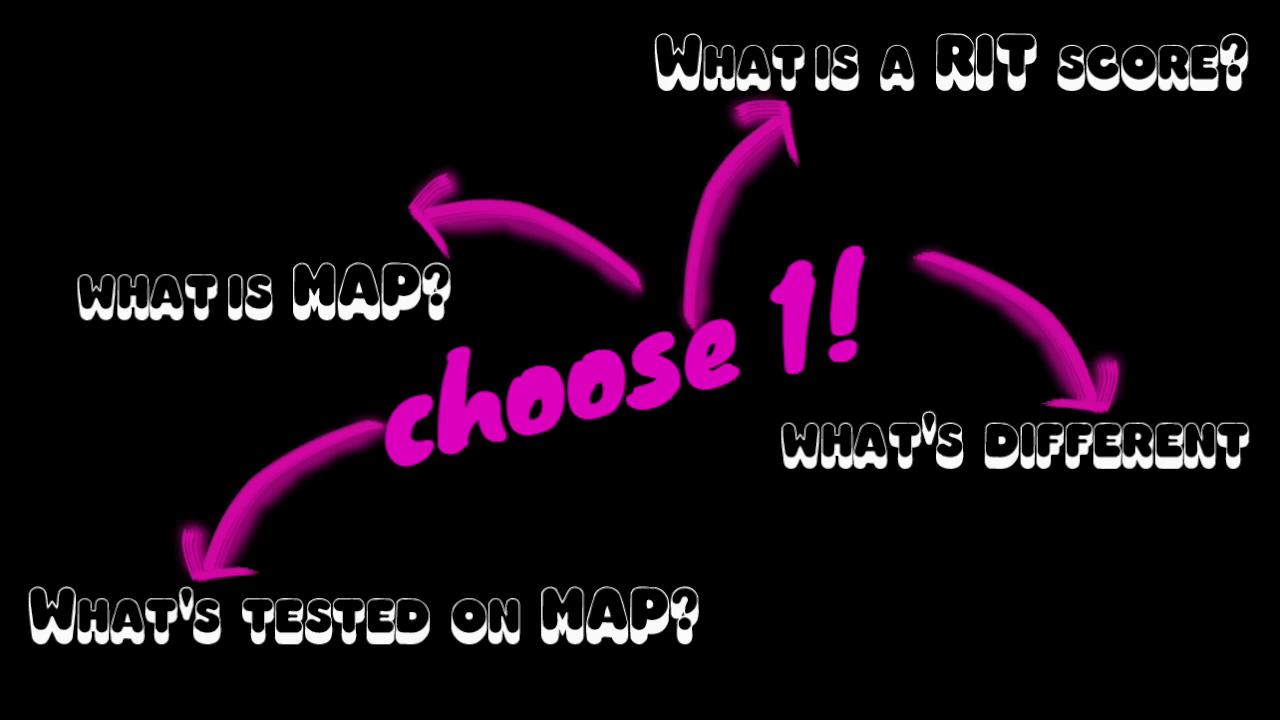 What is a RIT score?
what is MAP?
choose 1!
what's different
What's tested on MAP?